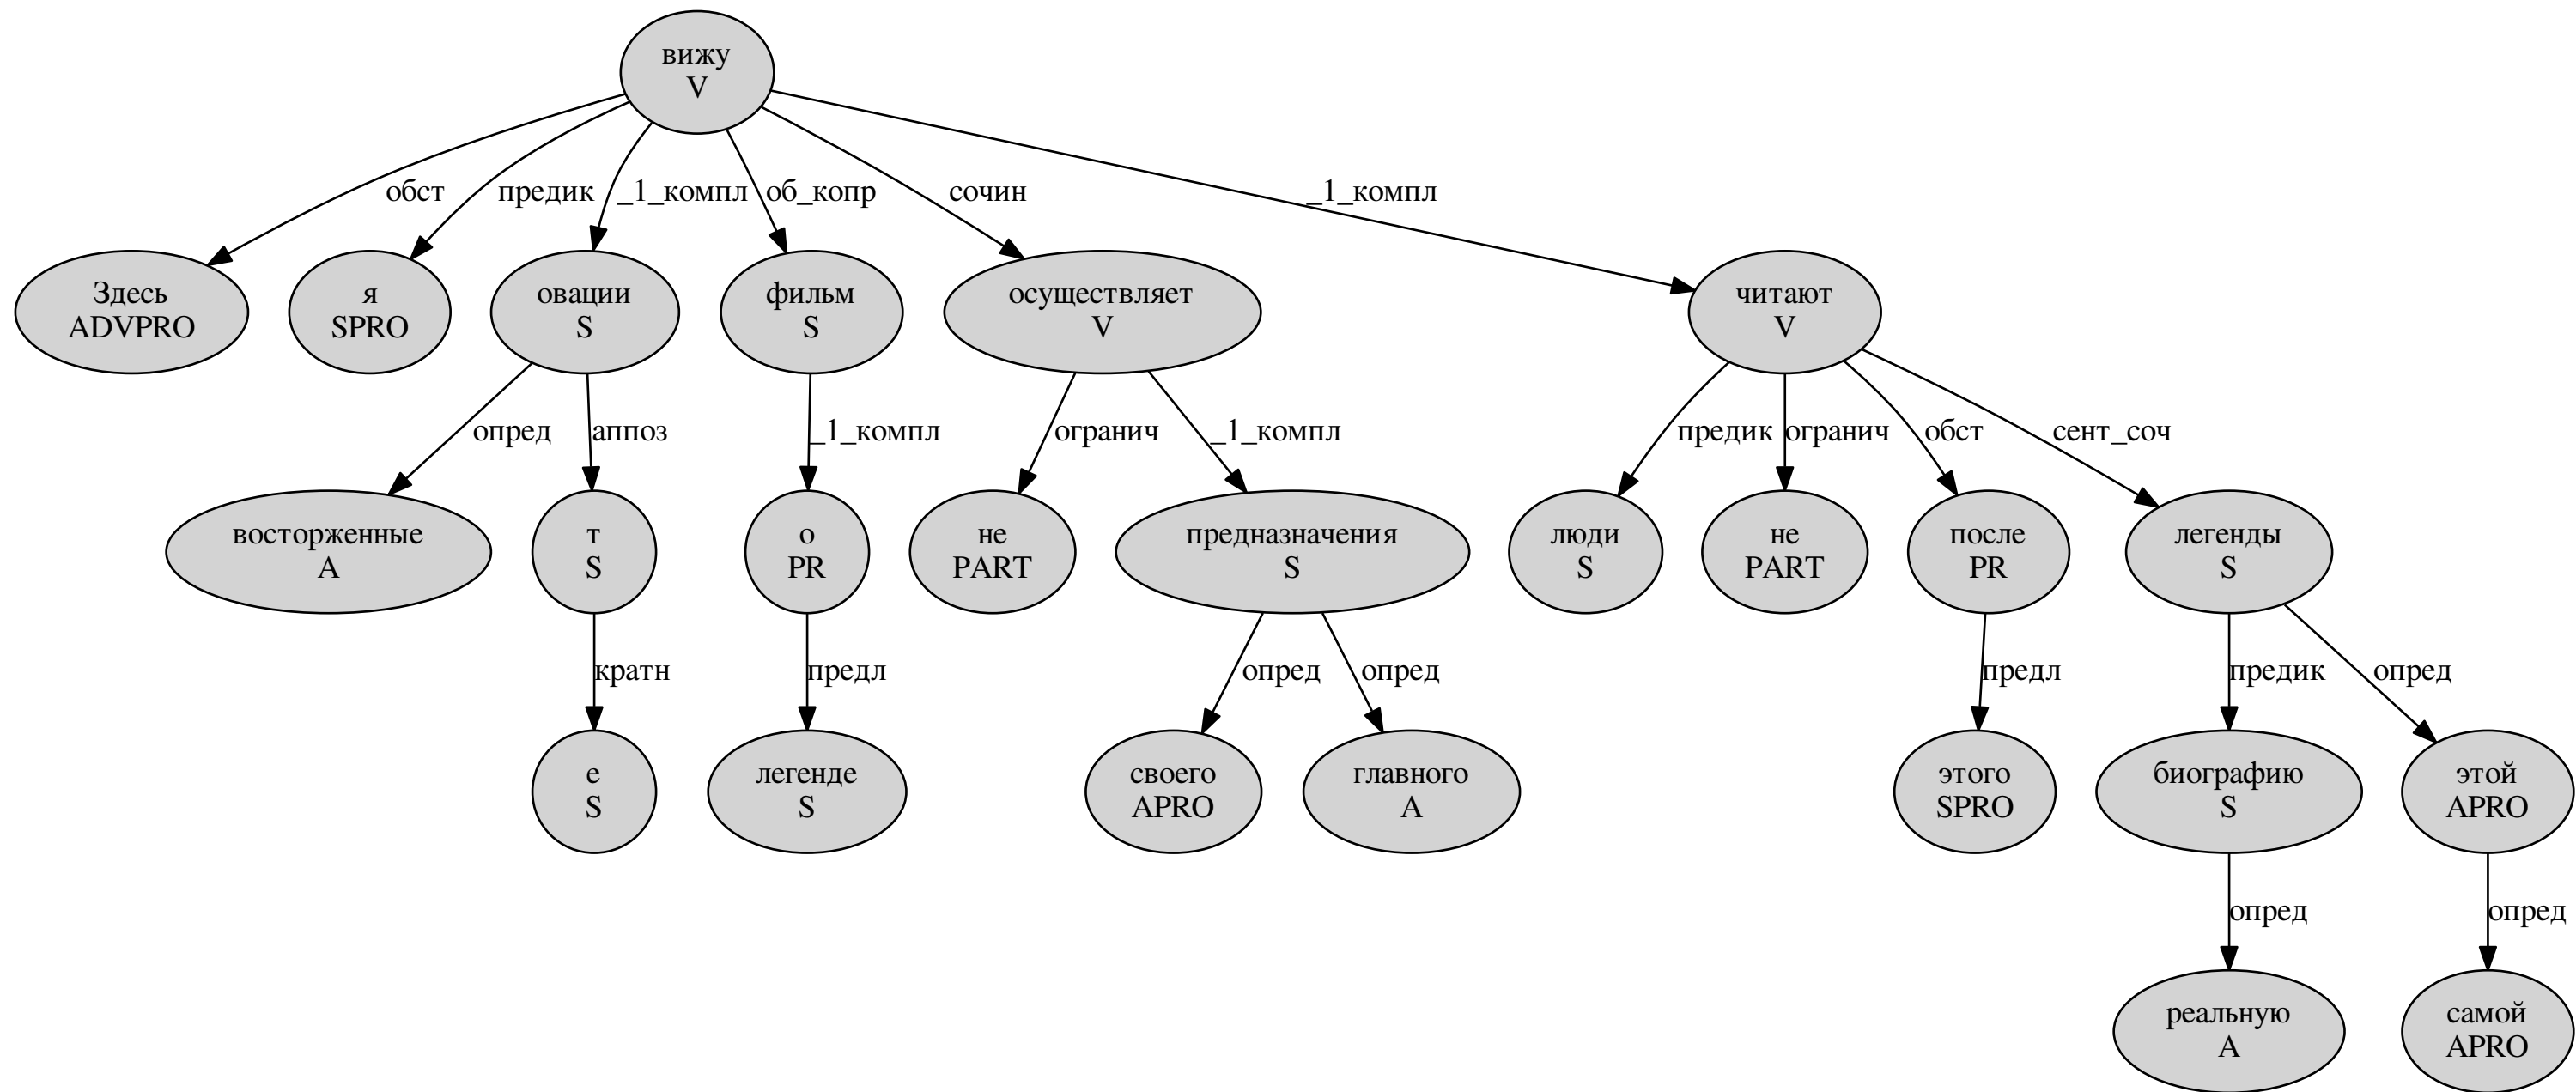 вижу
V
обст
предик
_1_компл
об_копр
сочин
_1_компл
Здесь
ADVPRO
я
SPRO
овации
S
фильм
S
осуществляет
V
читают
V
опред
аппоз
_1_компл
огранич
_1_компл
предик
огранич
обст
сент_соч
восторженные
A
т
S
о
PR
не
PART
предназначения
S
люди
S
не
PART
после
PR
легенды
S
кратн
предл
опред
опред
предл
предик
опред
е
S
легенде
S
своего
APRO
главного
A
этого
SPRO
биографию
S
этой
APRO
опред
опред
реальную
A
самой
APRO